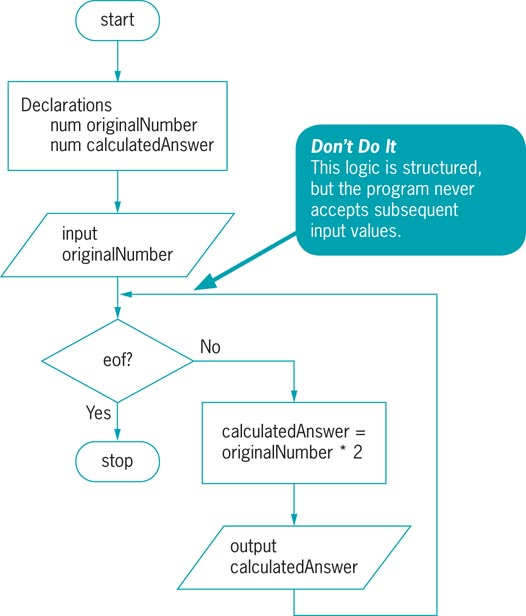 start
Declarations
num originalNumber
num calculatedAnswer
Don't Do It
This logic is structured,
but the program never
accepts subsequent
input values.
input
originalNumber
eof?
No
Yes
stop
calculatedAnswer =
originalNumber * 2
output
calculatedAnswer